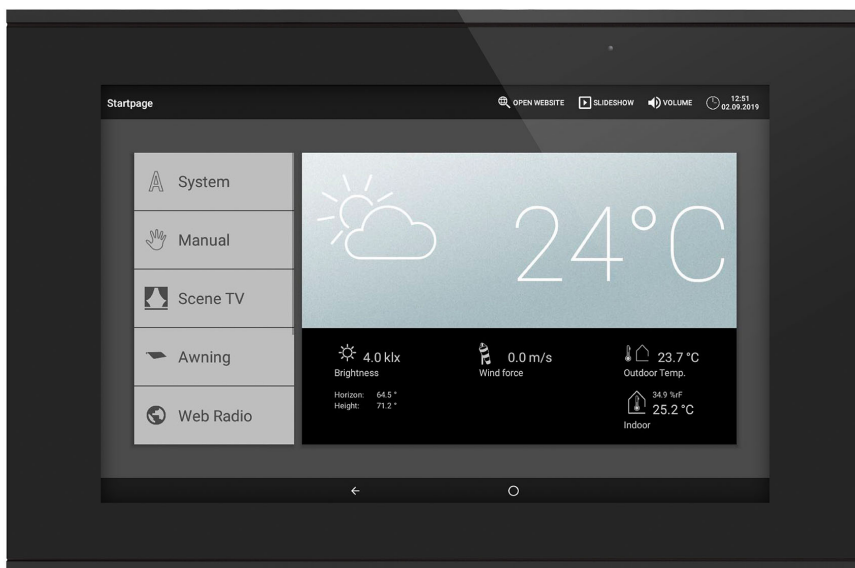 Startpage
OPEN WEBSITE
SLIDESHOW
VOLUME
12:51
02.09.2019
System
Manual
Scene TV
Awning
Web Radio
24°C
4.0 klx
Brightness
Horizon: 64.5 °
Height: 71.2 °
0.0 m/s
Wind force
23.7 °C
Outdoor Temp.
34.9 %rF
25.2 °C
Indoor